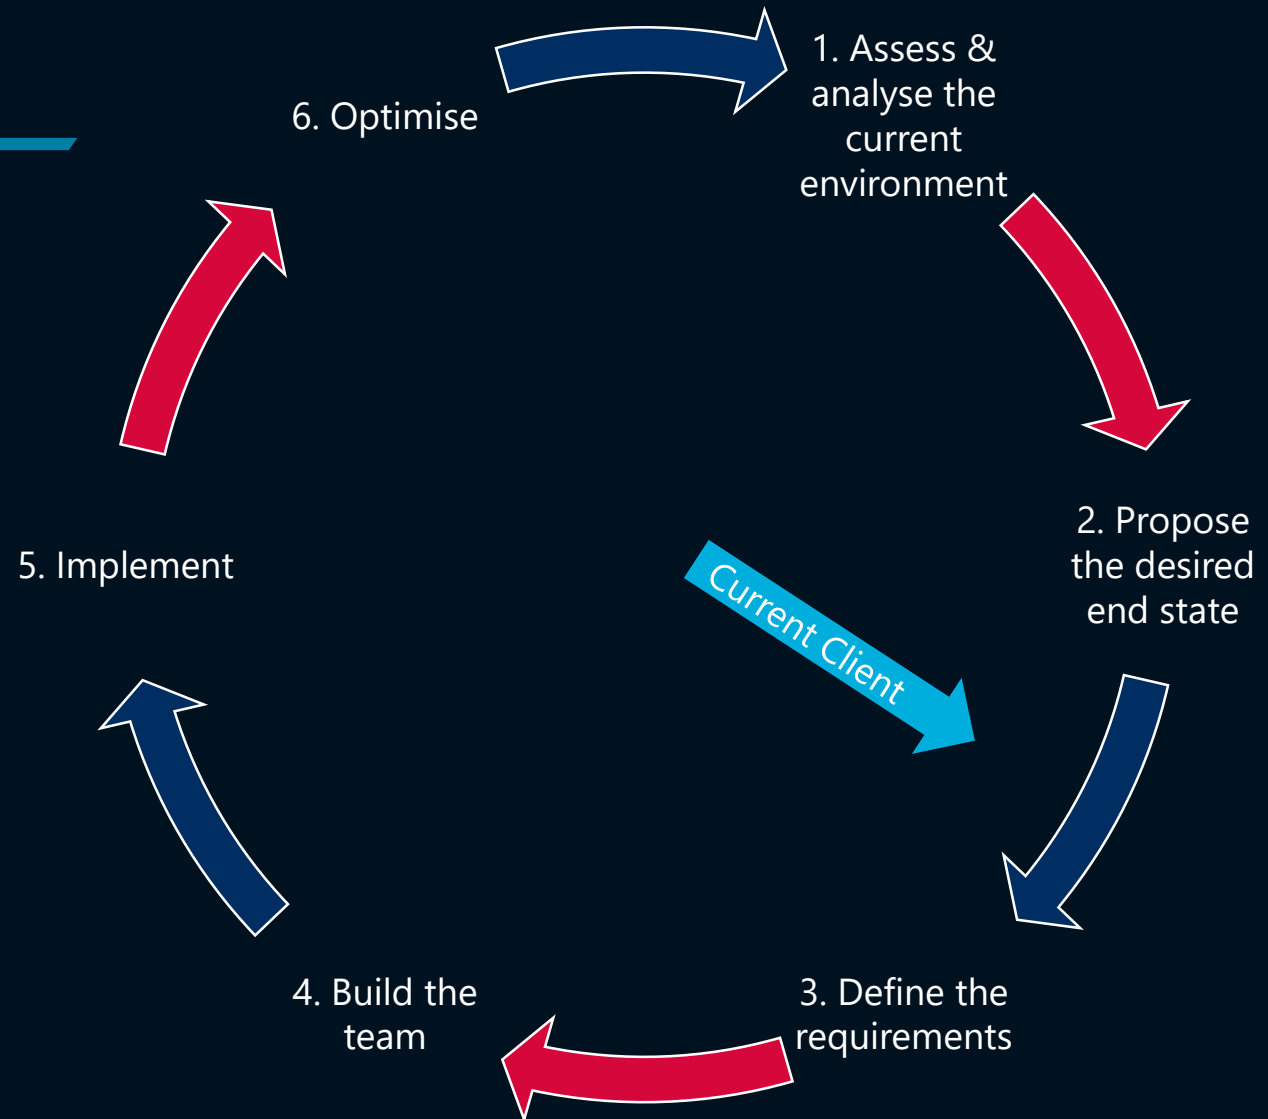 1. Assess &
analyse the
current
environment
2. Propose
the desired
end state
3. Define the
requirements
4. Build the
team
5. Implement
6. Optimise
Current Client